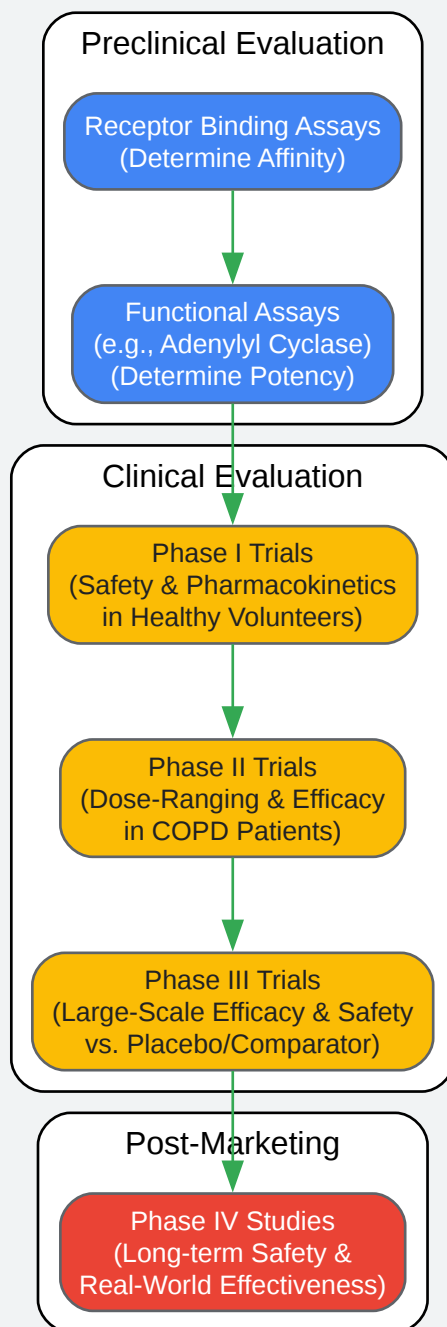 Preclinical Evaluation
Receptor Binding Assays
(Determine Affinity)
Functional Assays
(e.g., Adenylyl Cyclase)
(Determine Potency)
Clinical Evaluation
Phase I Trials
(Safety & Pharmacokinetics
in Healthy Volunteers)
Phase II Trials
(Dose-Ranging & Efficacy
in COPD Patients)
Phase III Trials
(Large-Scale Efficacy & Safety
vs. Placebo/Comparator)
Post-Marketing
Phase IV Studies
(Long-term Safety &
Real-World Effectiveness)